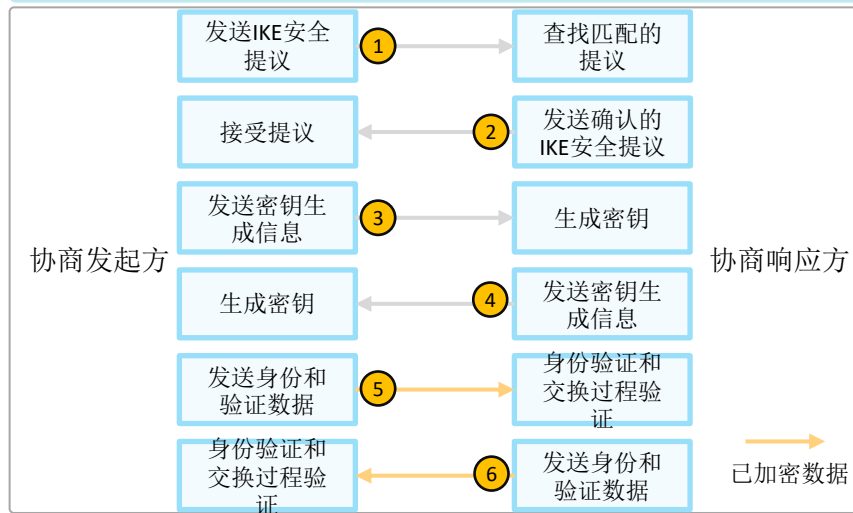 发送IKE安全
提议
1
查找匹配的
提议
接受提议
2
发送确认的
IKE安全提议
发送密钥生
成信息
3
生成密钥
协商发起方
协商响应方
生成密钥
4
发送密钥生
成信息
发送身份和
验证数据
5
身份验证和
交换过程验
证
身份验证和
交换过程验
证
6
发送身份和
验证数据
已加密数据